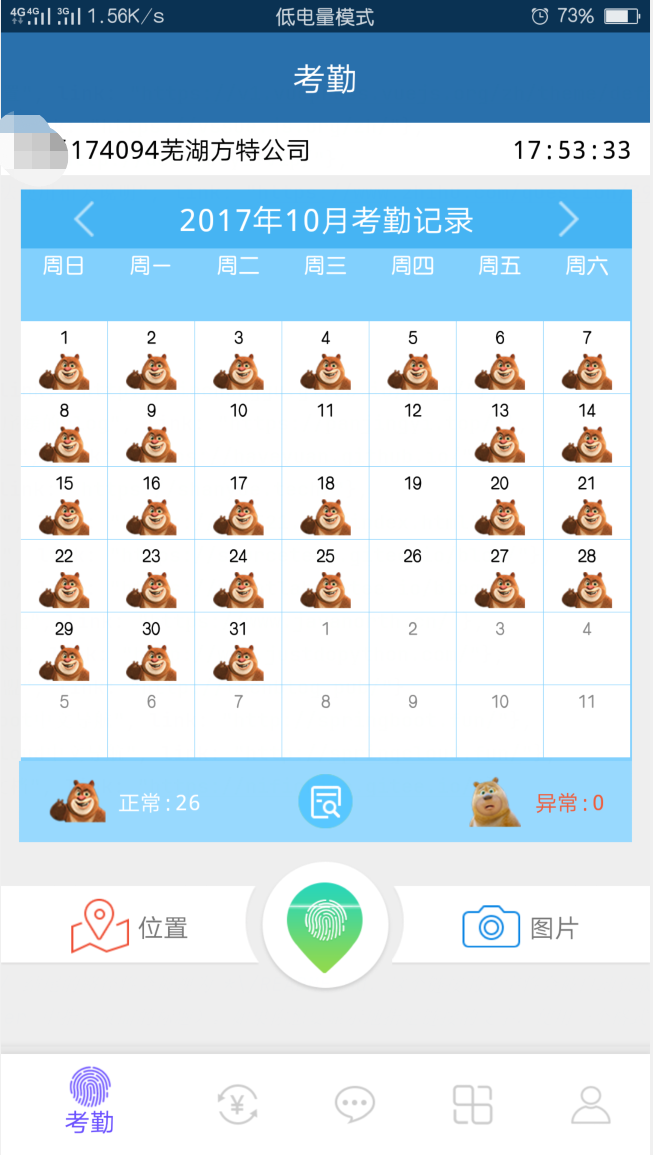 4G 4G 3G 1.56K/s 低电量模式 73%
考勤
174094芜湖方特公司 17:53:33
2017年10月考勤记录
周日 周一 周二 周三 周四 周五 周六
1 2 3 4 5 6 7
8 9 10 11 12 13 14
15 16 17 18 19 20 21
22 23 24 25 26 27 28
29 30 31 1 2 3 4
5 6 7 8 9 10 11
正常:26 异常:0
位置 图片
¥
考勤